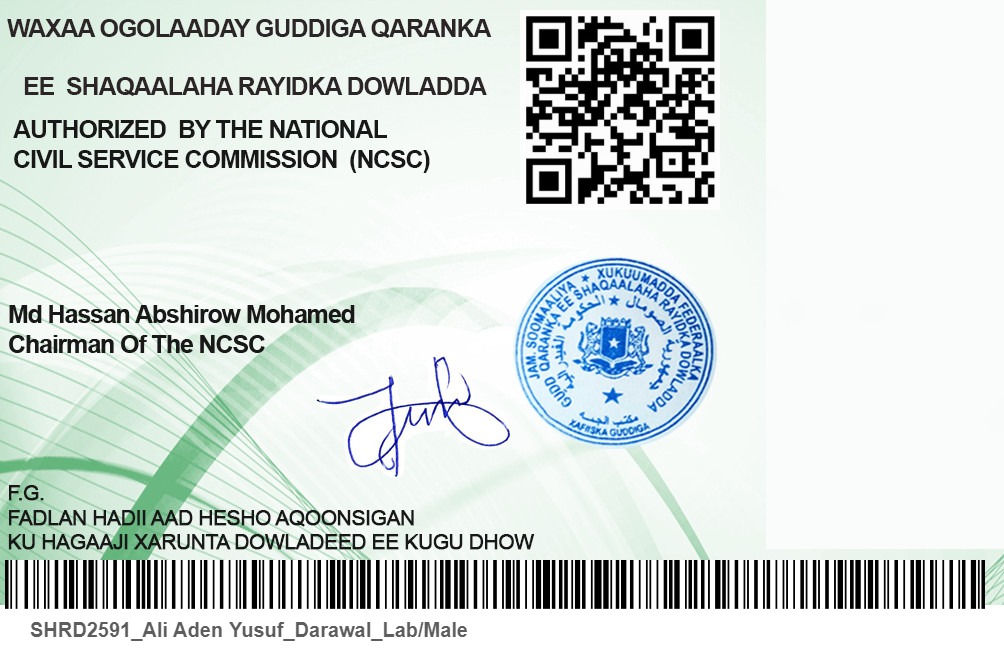 WAXAA OGOLAADAY GUDDIGA QARANKA
EE SHAQAALAHA RAYIDKA DOWLADDA
AUTHORIZED BY THE NATIONAL
CIVIL SERVICE COMMISSION (NCSC)
Md Hassan Abshirow Mohamed
Chairman Of The NCSC
JAM. SOOMAALIYA ★ XUKUUMADDA FEDERAALKA
GUDD QARANKA EE SHAQAALAHA RAYIDKA DOWLADDA
XAFIISKA GUDDIGA
F.G.
FADLAN HADII AAD HESHO AQOONSIGAN
KU HAGAAJI XARUNTA DOWLADEED EE KUGU DHOW
SHRD2591_Ali Aden Yusuf_Darawal_Lab/Male